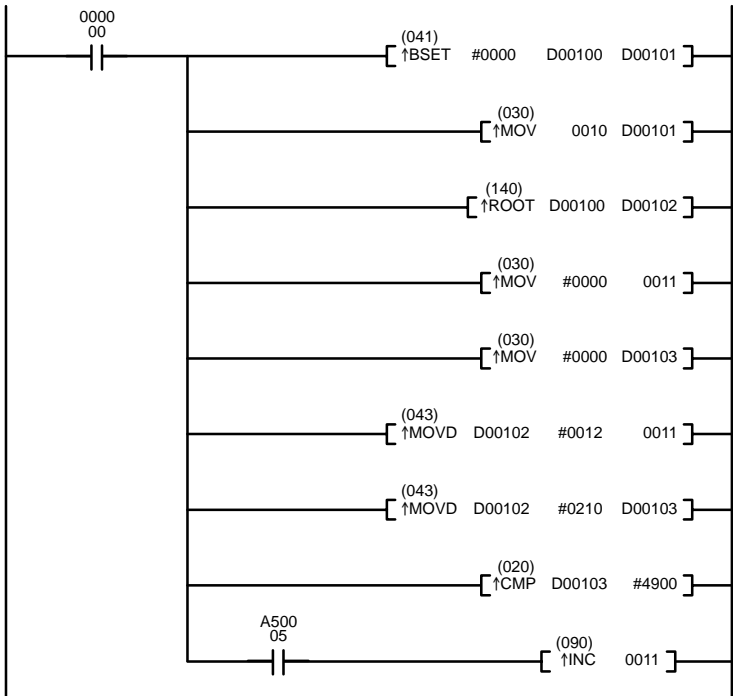 0000
00
(041)
↑BSET #0000 D00100 D00101
(030)
↑MOV 0010 D00101
(140)
↑ROOT D00100 D00102
(030)
↑MOV #0000 0011
(030)
↑MOV #0000 D00103
(043)
↑MOVD D00102 #0012 0011
(043)
↑MOVD D00102 #0210 D00103
(020)
↑CMP D00103 #4900
A500
05
(090)
↑INC 0011